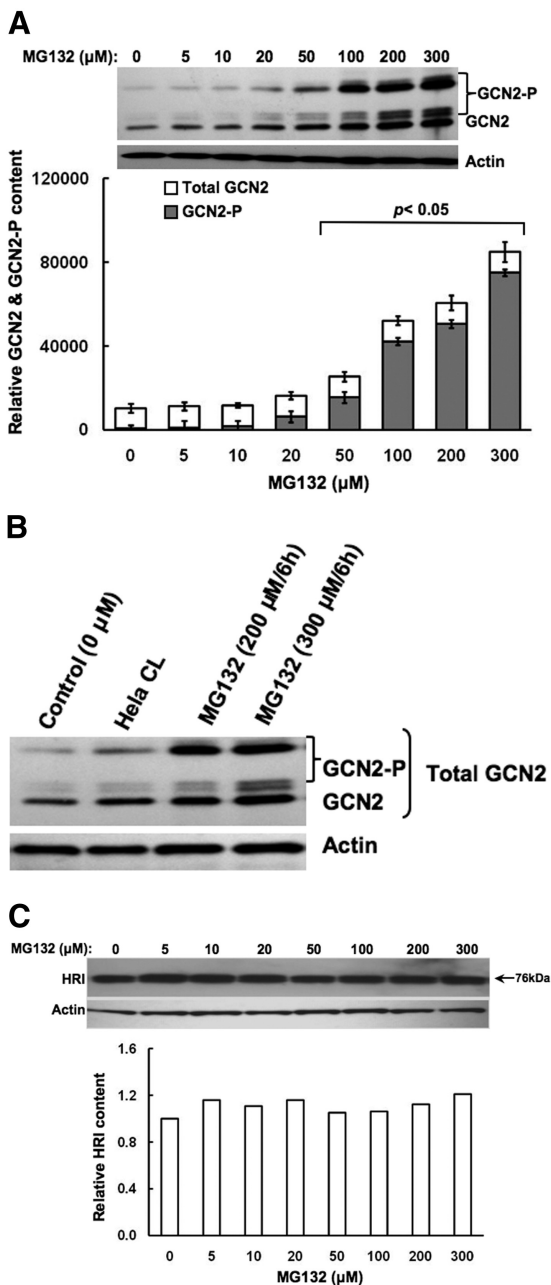 A
MG132 (µM): 0 5 10 20 50 100 200 300
GCN2-P
GCN2
Actin
120000
80000
40000
0
Relative GCN2 & GCN2-P content
Total GCN2
GCN2-P
p< 0.05
0 5 10 20 50 100 200 300
MG132 (µM)
B
Control (0 µM)
Hela CL
MG132 (200 µM/6h)
MG132 (300 µM/6h)
GCN2-P
GCN2
Total GCN2
Actin
C
MG132 (µM): 0 5 10 20 50 100 200 300
HRI
76kDa
Actin
1.6
1.2
0.8
0.4
0.0
Relative HRI content
0 5 10 20 50 100 200 300
MG132 (µM)